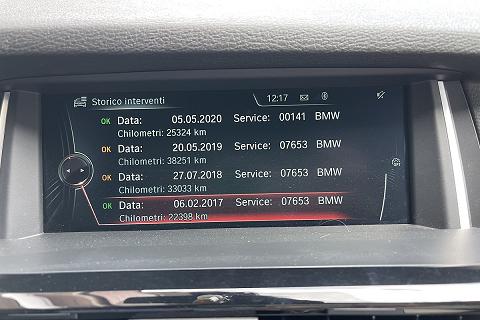 Storico interventi 12:17
OK Data: 05.05.2020 Service: 00141 BMW
Chilometri: 25324 km
OK Data: 20.05.2019 Service: 07653 BMW
Chilometri: 38251 km
OK Data: 27.07.2018 Service: 07653 BMW
Chilometri: 33033 km
OK Data: 06.02.2017 Service: 07653 BMW
Chilometri: 22398 km